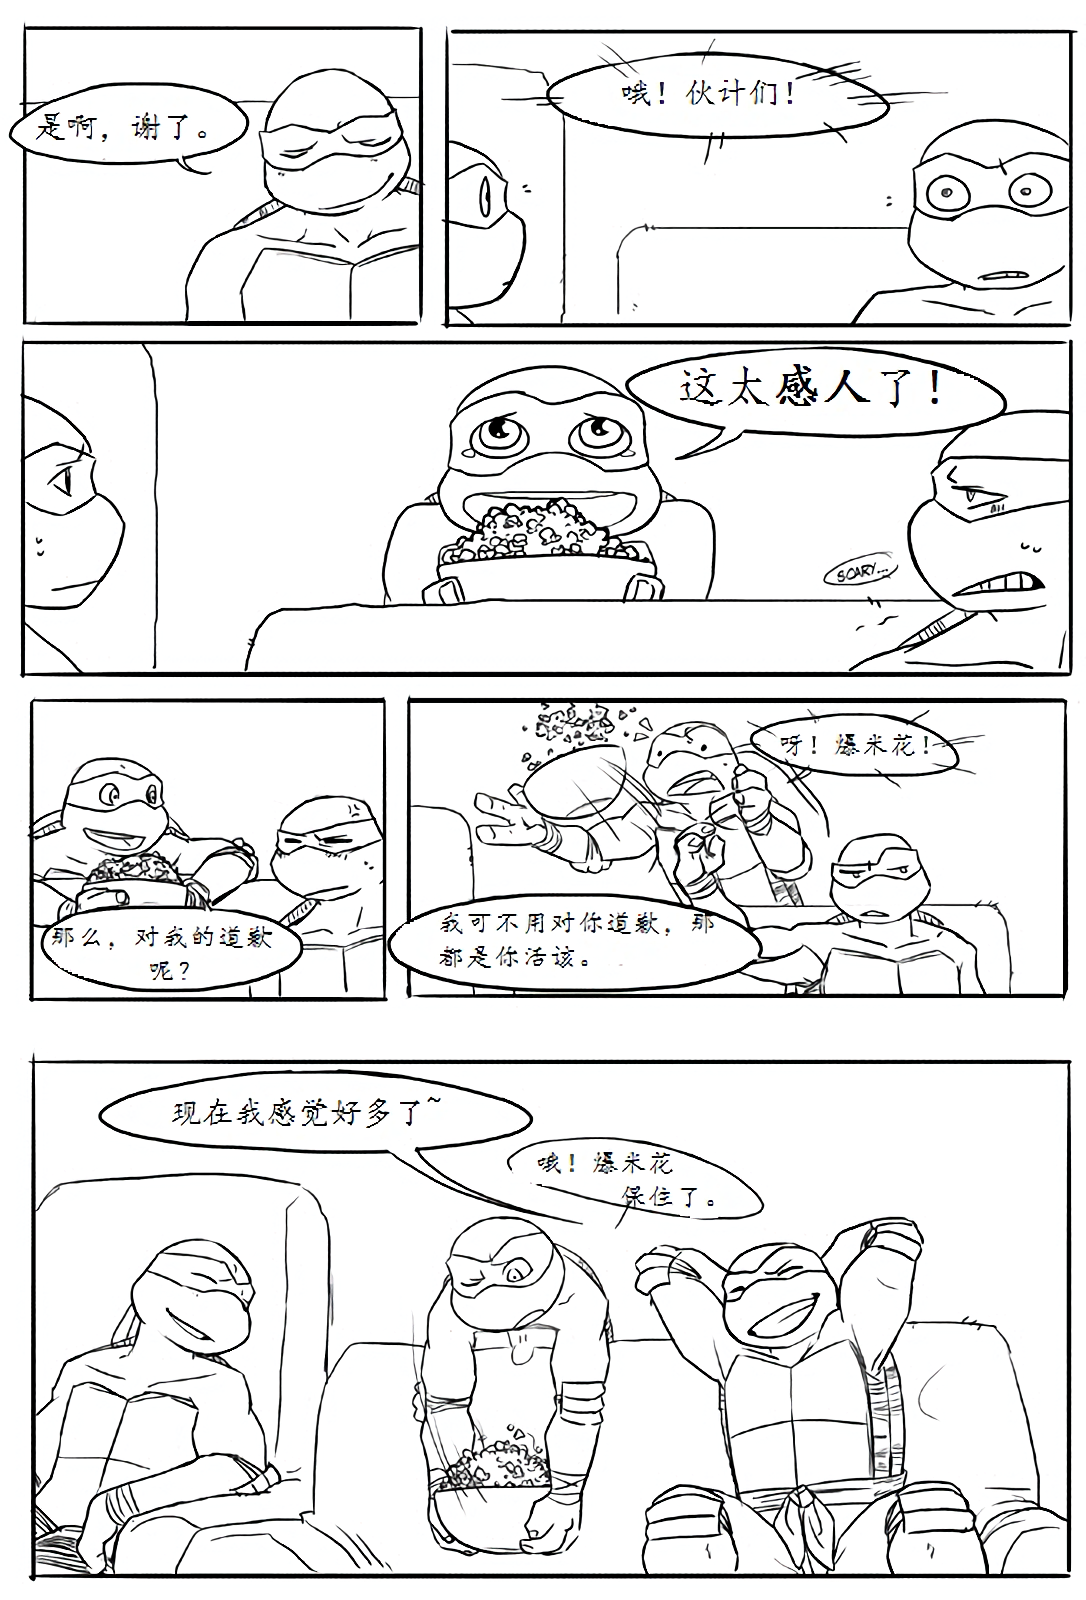 是啊，谢了。
哦！伙计们！
这太感人了！
SCARY...
那么，对我的道歉
呢？
呀！爆米花！
我可不用对你道歉，那
都是你活该。
现在我感觉好多了~
哦！爆米花
保住了。